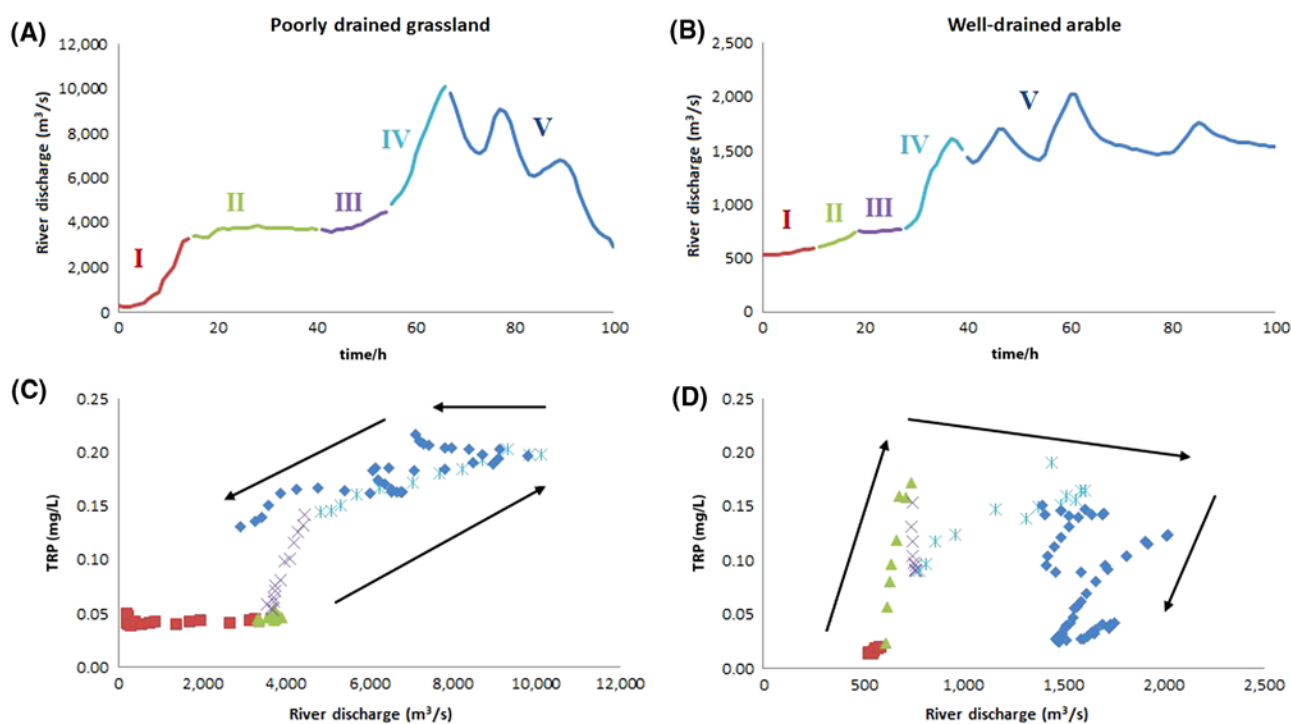 (A)
Poorly drained grassland
12,000
10,000
8,000
6,000
4,000
2,000
0
River discharge (m³/s)
I
II
III
IV
V
0 20 40 60 80 100
time/h
(B)
Well-drained arable
2,500
2,000
1,500
1,000
500
0
River discharge (m³/s)
I
II
III
IV
V
0 20 40 60 80 100
time/h
(C)
0.25
0.20
0.15
0.10
0.05
0.00
TRP (mg/L)
0 2,000 4,000 6,000 8,000 10,000 12,000
River discharge (m³/s)
(D)
0.25
0.20
0.15
0.10
0.05
0.00
TRP (mg/L)
0 500 1,000 1,500 2,000 2,500
River discharge (m³/s)